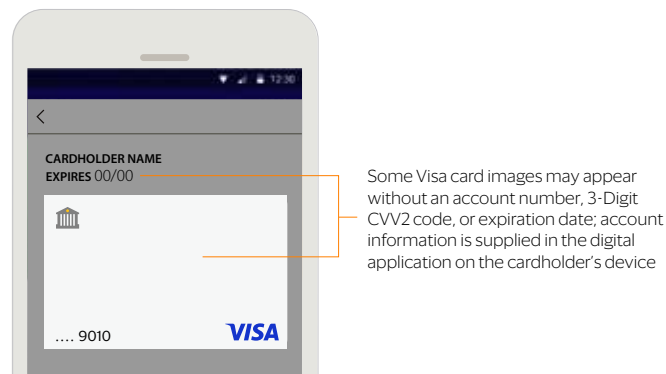 12:30
<
CARDHOLDER NAME
EXPIRES 00/00
Some Visa card images may appear
without an account number, 3-Digit
CVV2 code, or expiration date; account
information is supplied in the digital
application on the cardholder’s device
.... 9010
VISA